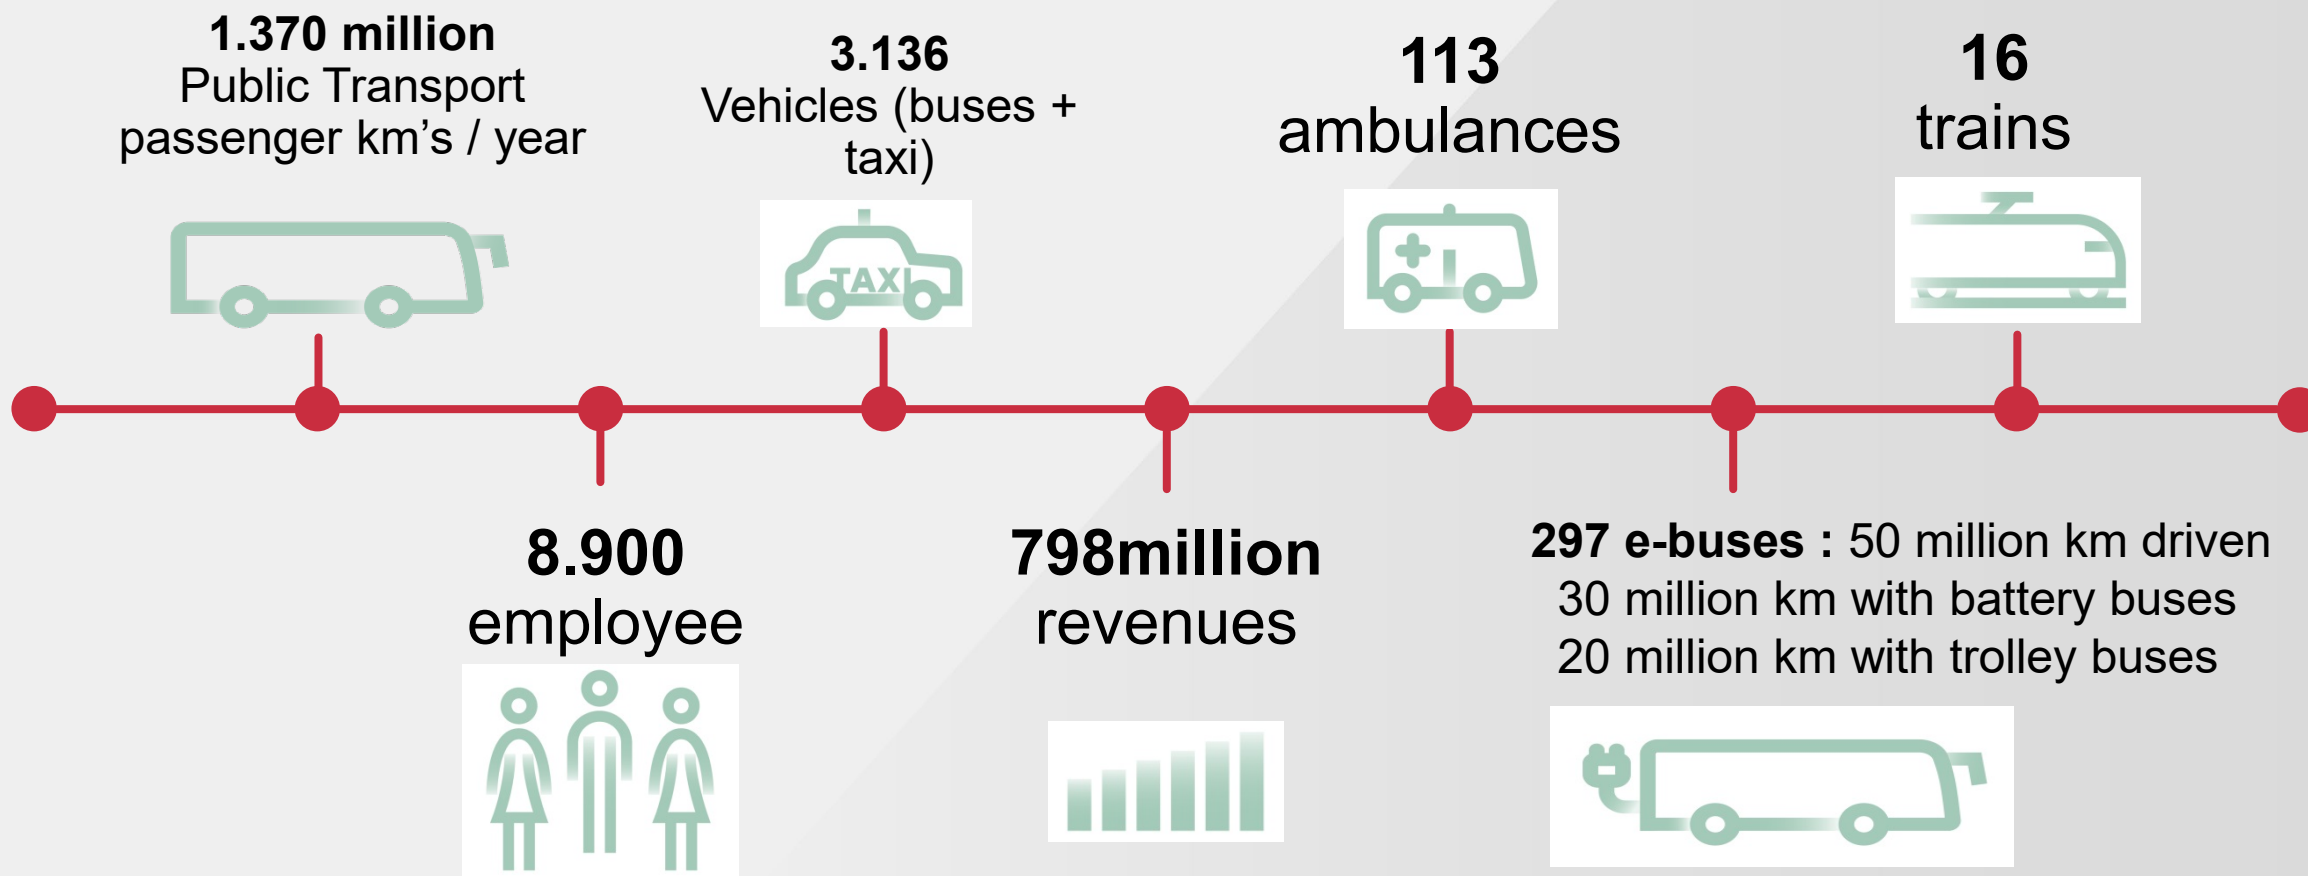 1.370 million
Public Transport
passenger km’s / year
3.136
Vehicles (buses +
taxi)
TAXI
113
ambulances
16
trains
8.900
employee
798million
revenues
297 e-buses : 50 million km driven
30 million km with battery buses
20 million km with trolley buses